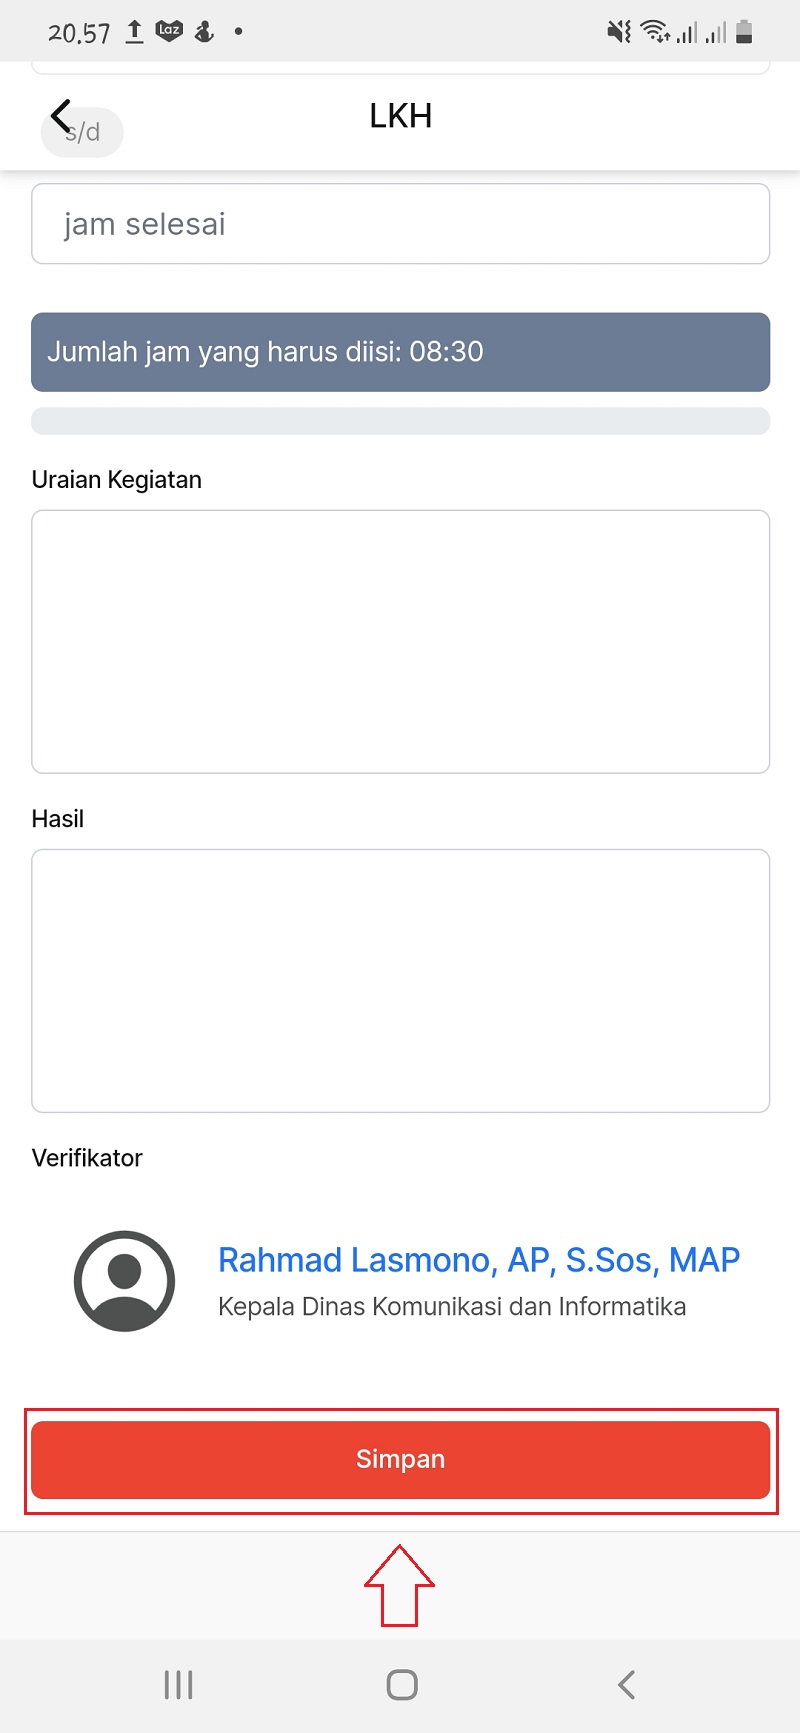 20.57
Laz
LKH
s/d
jam selesai
Jumlah jam yang harus diisi: 08:30
Uraian Kegiatan
Hasil
Verifikator
Rahmad Lasmono, AP, S.Sos, MAP
Kepala Dinas Komunikasi dan Informatika
Simpan